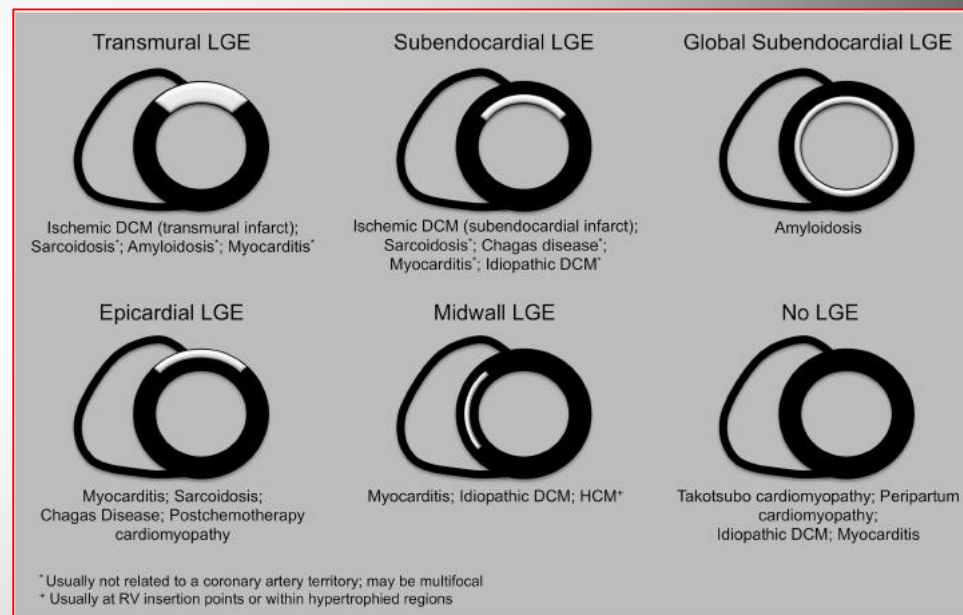 Transmural LGE
Subendocardial LGE
Global Subendocardial LGE
Ischemic DCM (transmural infarct);
Sarcoidosis*; Amyloidosis*; Myocarditis*
Ischemic DCM (subendocardial infarct);
Sarcoidosis*; Chagas disease*;
Myocarditis*; Idiopathic DCM*
Amyloidosis
Epicardial LGE
Midwall LGE
No LGE
Myocarditis; Sarcoidosis;
Chagas Disease; Postchemotherapy
cardiomyopathy
Myocarditis; Idiopathic DCM; HCM+
Takotsubo cardiomyopathy; Peripartum
cardiomyopathy;
Idiopathic DCM; Myocarditis
* Usually not related to a coronary artery territory; may be multifocal
+ Usually at RV insertion points or within hypertrophied regions